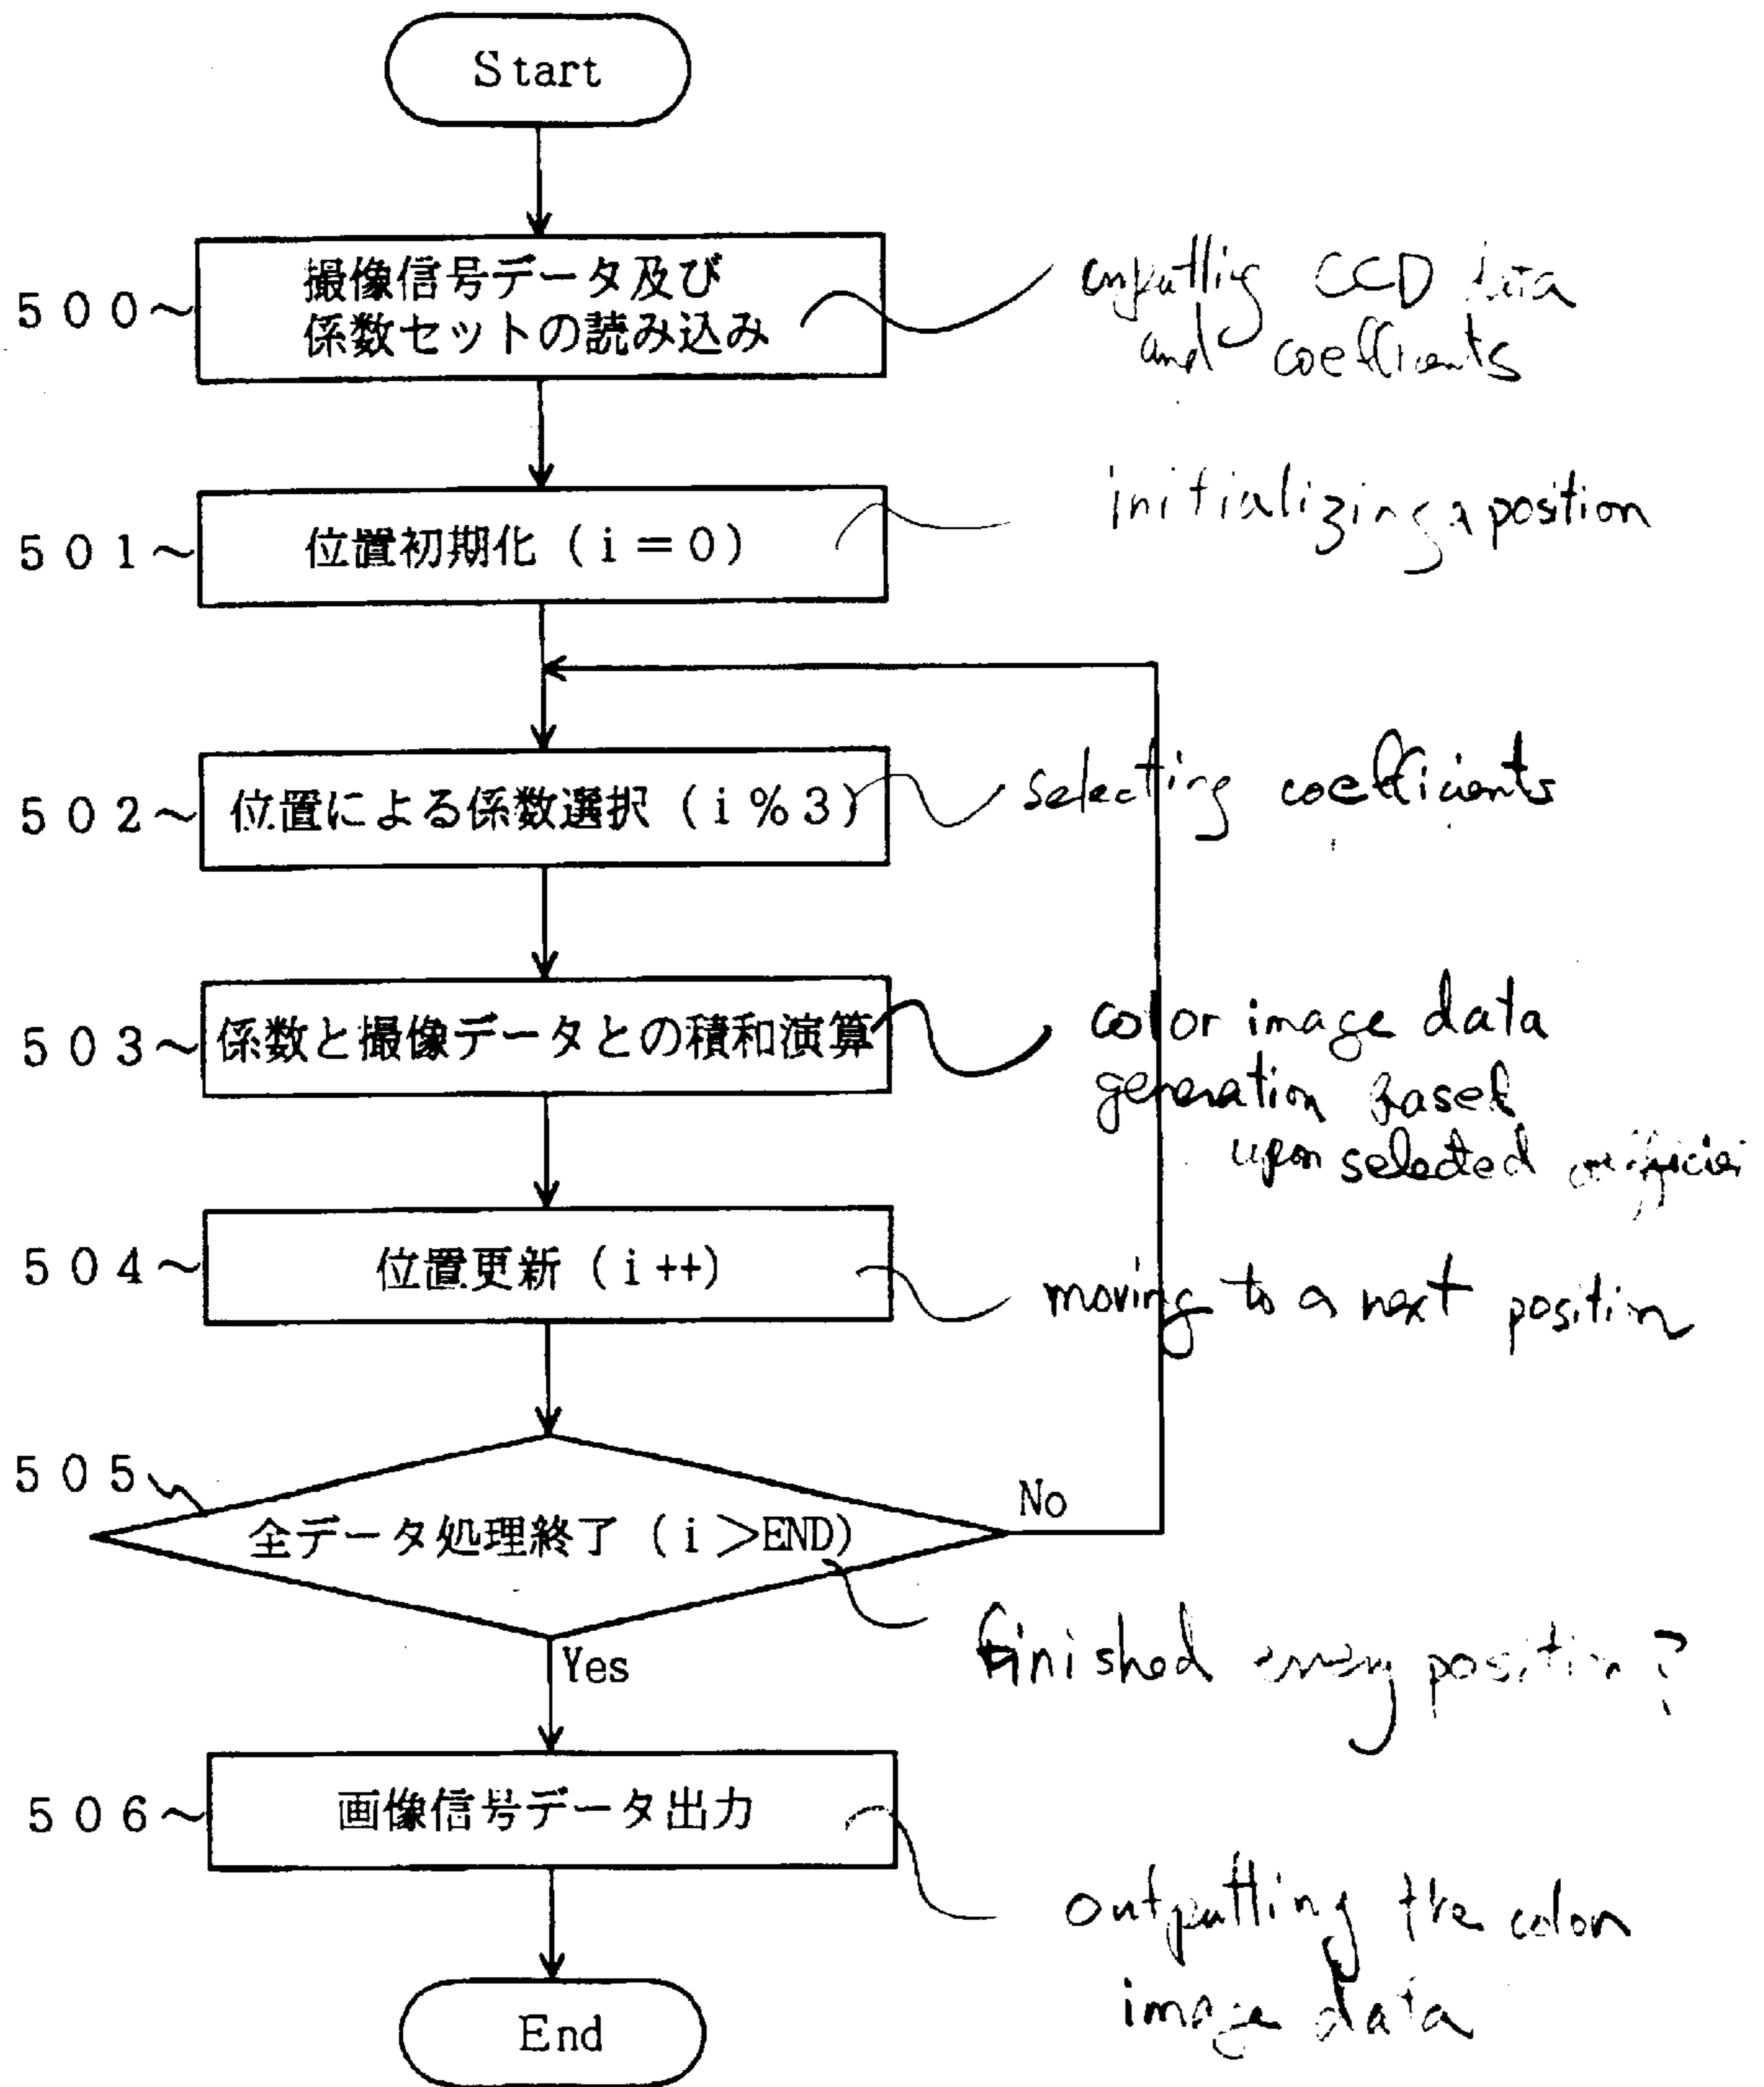 Start
500~
撮像信号データ及び
係数セットの読み込み
CCD data
and coefficients
501~
位置初期化 (i=0)
initializing a position
502~
位置による係数選択 (i%3)
selecting coefficients
503~
係数と撮像データとの積和演算
color image data
generation based
upon selected
504~
位置更新 (i++)
moving to a next position
505
全データ処理終了 (i>END)
No
finished every position?
Yes
506~
画像信号データ出力
outputting the color
image data
End